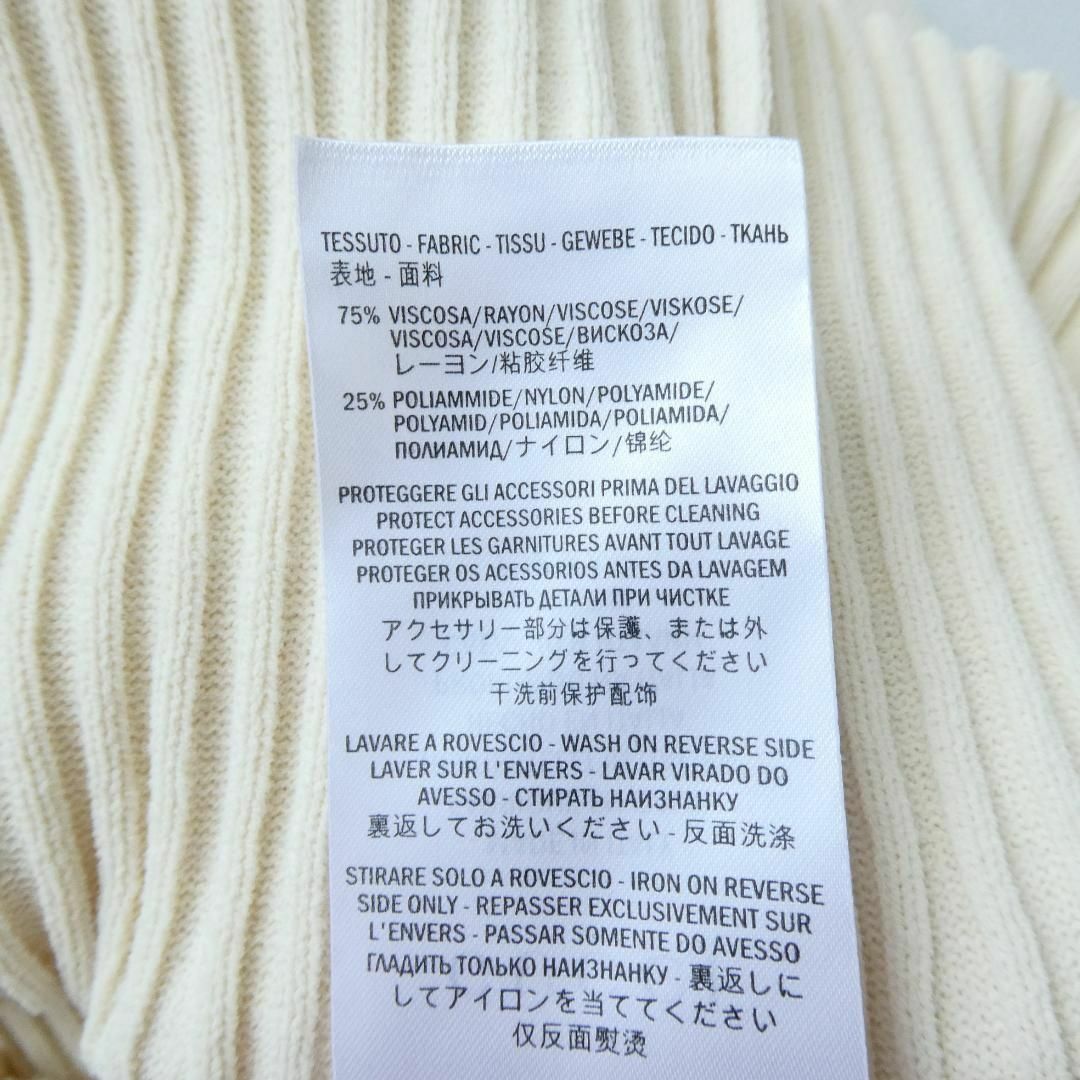 TESSUTO - FABRIC - TISSU - GEWEBE - TECIDO - ТКАНЬ
表地 - 面料
75% VISCOSA/RAYON/VISCOSE/VISKOSE/
VISCOSA/VISCOSE/ВИСКОЗА/
レーヨン/粘胶纤维
25% POLIAMMIDE/NYLON/POLYAMIDE/
POLYAMID/POLIAMIDA/POLIAMIDA/
ПОЛИАМИД/ナイロン/锦纶
PROTEGGERE GLI ACCESSORI PRIMA DEL LAVAGGIO
PROTECT ACCESSORIES BEFORE CLEANING
PROTEGER LES GARNITURES AVANT TOUT LAVAGE
PROTEGER OS ACESSORIOS ANTES DA LAVAGEM
ПРИКРЫВАТЬ ДЕТАЛИ ПРИ ЧИСТКЕ
アクセサリー部分は保護、または外
してクリーニングを行ってください
干洗前保护配饰
LAVARE A ROVESCIO - WASH ON REVERSE SIDE
LAVER SUR L'ENVERS - LAVAR VIRADO DO
AVESSO - СТИРАТЬ НАИЗНАНКУ
裏返してお洗いください - 反面洗涤
STIRARE SOLO A ROVESCIO - IRON ON REVERSE
SIDE ONLY - REPASSER EXCLUSIVEMENT SUR
L'ENVERS - PASSAR SOMENTE DO AVESSO
ГЛАДИТЬ ТОЛЬКО НАИЗНАНКУ - 裏返しに
してアイロンを当ててください
仅反面熨烫